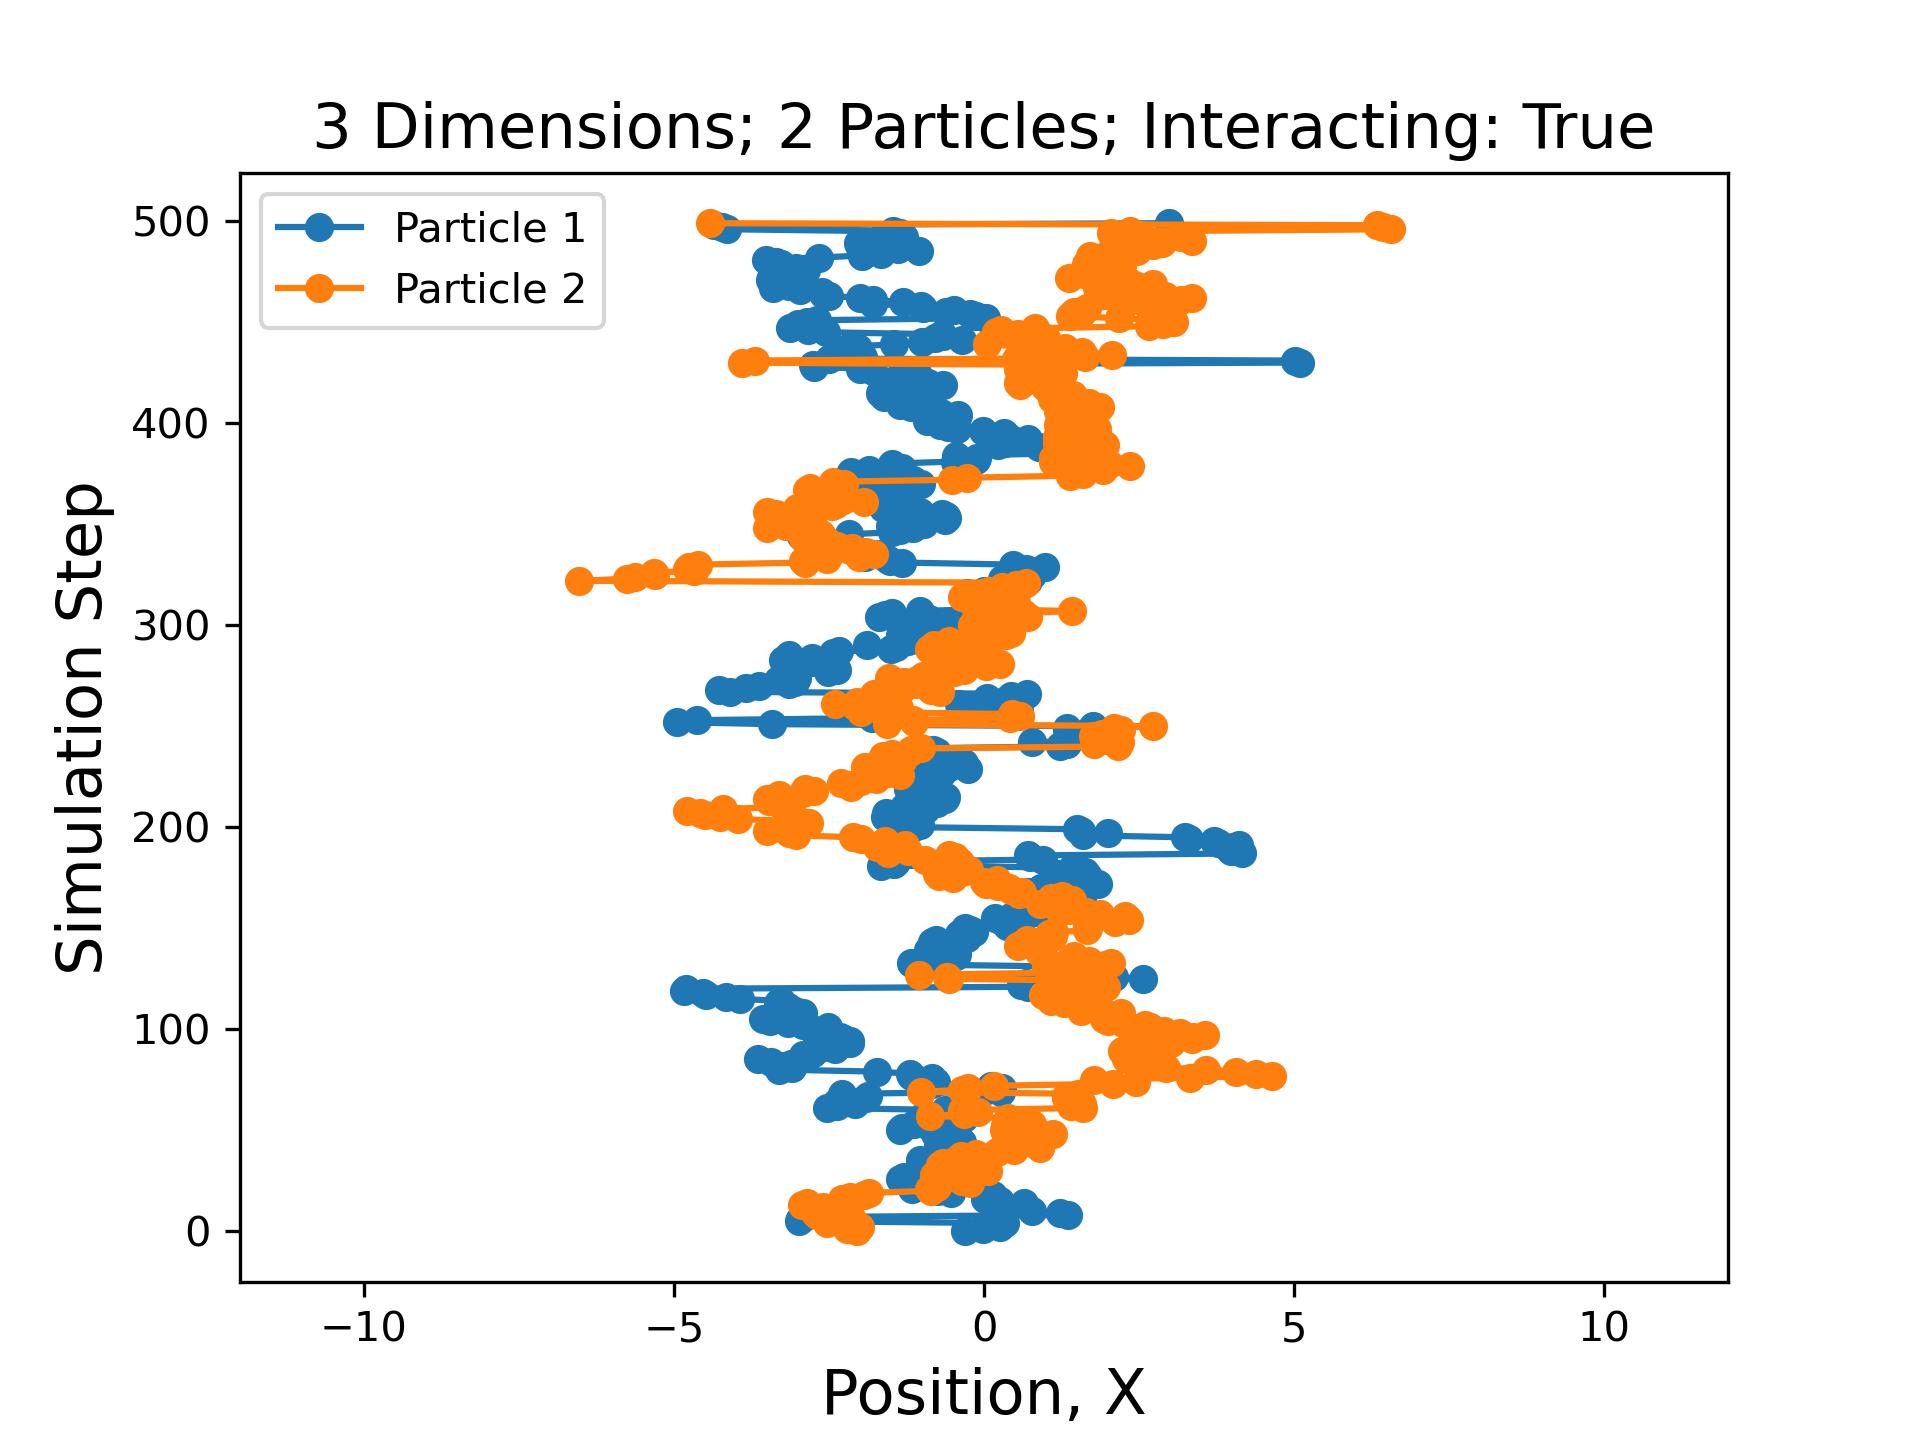 3 Dimensions; 2 Particles; Interacting: True
Particle 1
Particle 2
Simulation Step
500
400
300
200
100
0
−10
−5
0
5
10
Position, X